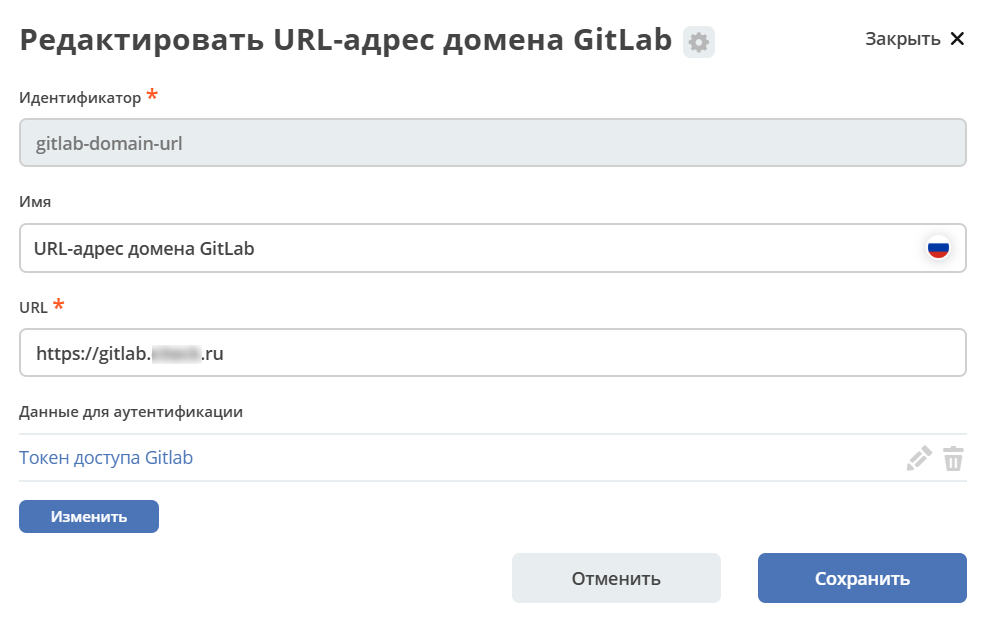 Редактировать URL-адрес домена GitLab
Закрыть
Идентификатор *
gitlab-domain-url
Имя
URL-адрес домена GitLab
URL *
https://gitlab. .ru
Данные для аутентификации
Токен доступа Gitlab
Изменить
Отменить
Сохранить